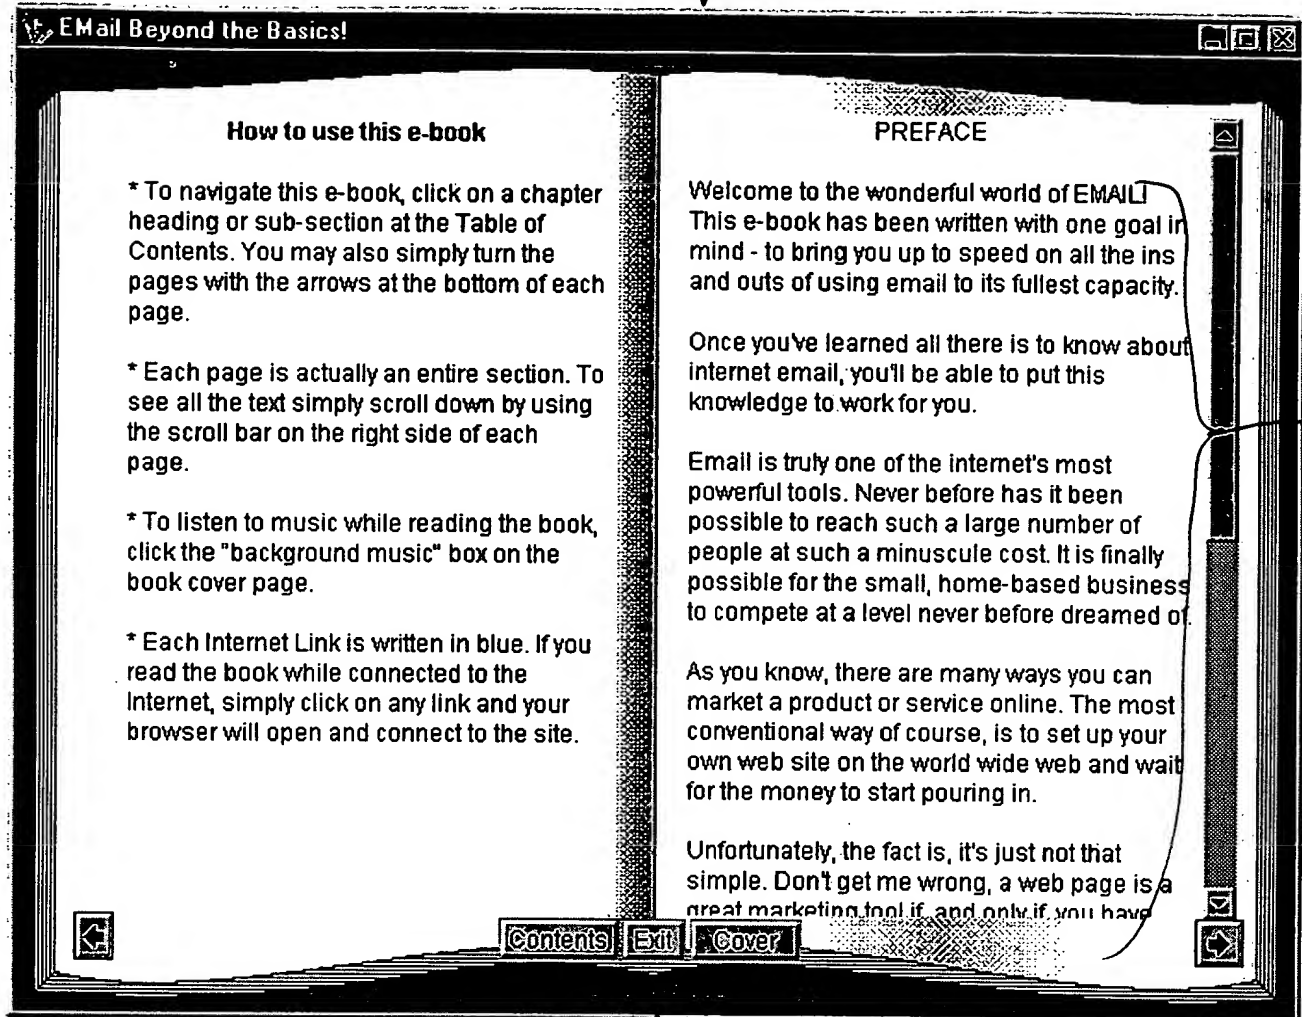 EMail Beyond the Basics!
How to use this e-book
* To navigate this e-book, click on a chapter
heading or sub-section at the Table of
Contents. You may also simply turn the
pages with the arrows at the bottom of each
page.
* Each page is actually an entire section. To
see all the text simply scroll down by using
the scroll bar on the right side of each
page.
* To listen to music while reading the book,
click the "background music" box on the
book cover page.
* Each Internet Link is written in blue. If you
read the book while connected to the
Internet, simply click on any link and your
browser will open and connect to the site.
PREFACE
Welcome to the wonderful world of EMAIL!
This e-book has been written with one goal in
mind - to bring you up to speed on all the ins
and outs of using email to its fullest capacity.
Once you've learned all there is to know about
internet email, you'll be able to put this
knowledge to work for you.
Email is truly one of the internet's most
powerful tools. Never before has it been
possible to reach such a large number of
people at such a minuscule cost. It is finally
possible for the small, home-based business
to compete at a level never before dreamed of.
As you know, there are many ways you can
market a product or service online. The most
conventional way of course, is to set up your
own web site on the world wide web and wait
for the money to start pouring in.
Unfortunately, the fact is, it's just not that
simple. Don't get me wrong, a web page is a
great marketing tool if, and only if, you have
Contents Exit Cover